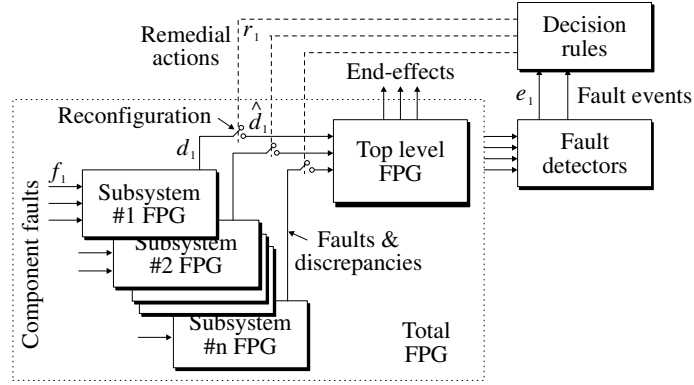 Remedial
actions
r1
Decision
rules
End-effects
e1
Fault events
Reconfiguration
d̂1
d1
Top level
FPG
Fault
detectors
f1
Component faults
Subsystem
#1 FPG
Subsystem
#2 FPG
Faults &
discrepancies
Subsystem
#n FPG
Total
FPG